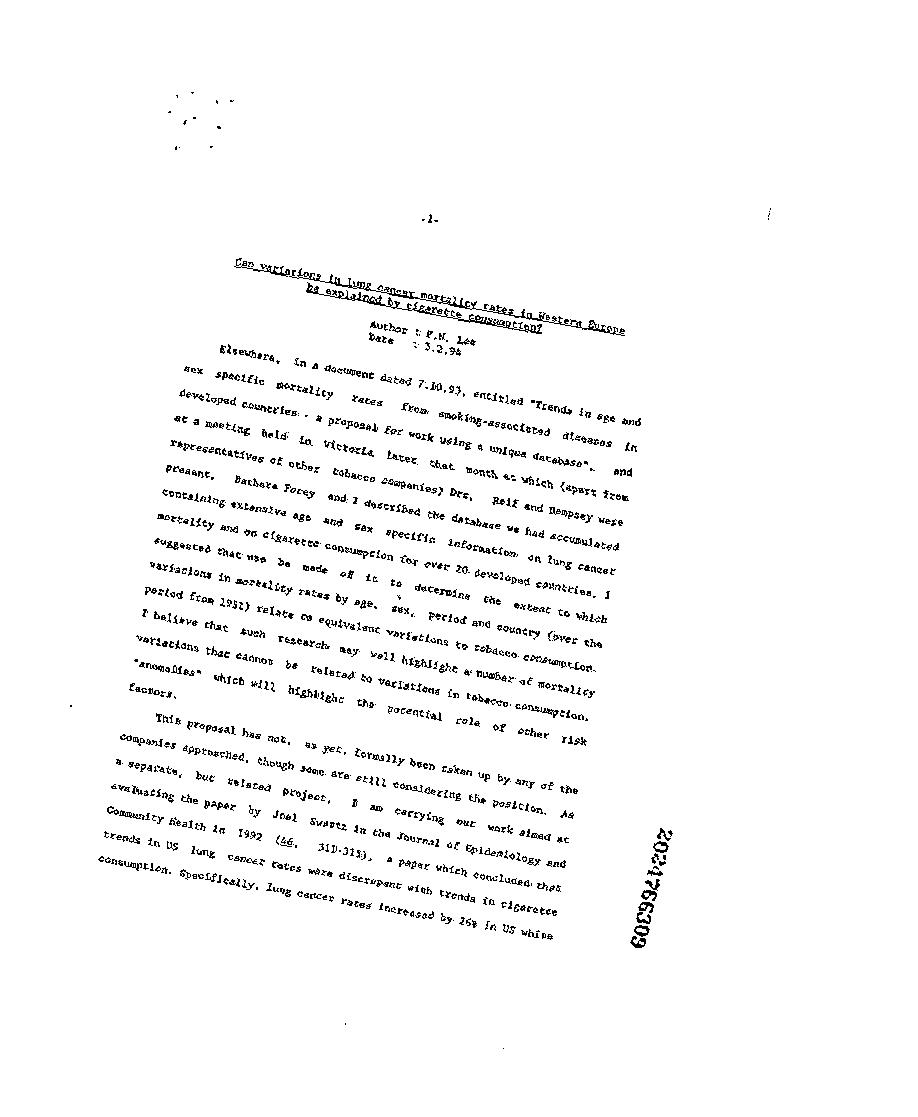 -1-
Can variations in lung cancer mortality rates in Western Europe
be explained by cigarette consumption?
Author : P.N. Lee
Date : 3.2.94
Elsewhere, in a document dated 7.10.93, entitled "Trends in age and
sex specific mortality rates from smoking-associated diseases in
developed countries - a proposal for work using a unique database", and
at a meeting held in Victoria later that month at which (apart from
representatives of other tobacco companies) Drs. Reif and Dempsey were
present, Barbara Forey and I described the database we had accumulated
containing extensive age and sex specific information on lung cancer
mortality and on cigarette consumption for over 20 developed countries. I
suggested that use be made of it to determine the extent to which
variations in mortality rates by age, sex, period and country (over the
period from 1951) relate to equivalent variations to tobacco consumption.
I believe that such research may well highlight a number of mortality
variations that cannot be related to variations in tobacco consumption,
"anomalies" which will highlight the potential role of other risk
factors.
This proposal has not, as yet, formally been taken up by any of the
companies approached, though some are still considering the position. As
a separate, but related project, I am carrying out work aimed at
evaluating the paper by Joel Swartz in the Journal of Epidemiology and
Community Health in 1992 (46, 310-315), a paper which concluded that
trends in US lung cancer rates were discrepant with trends in cigarette
consumption. Specifically, lung cancer rates increased by 26% in US white
2024766309